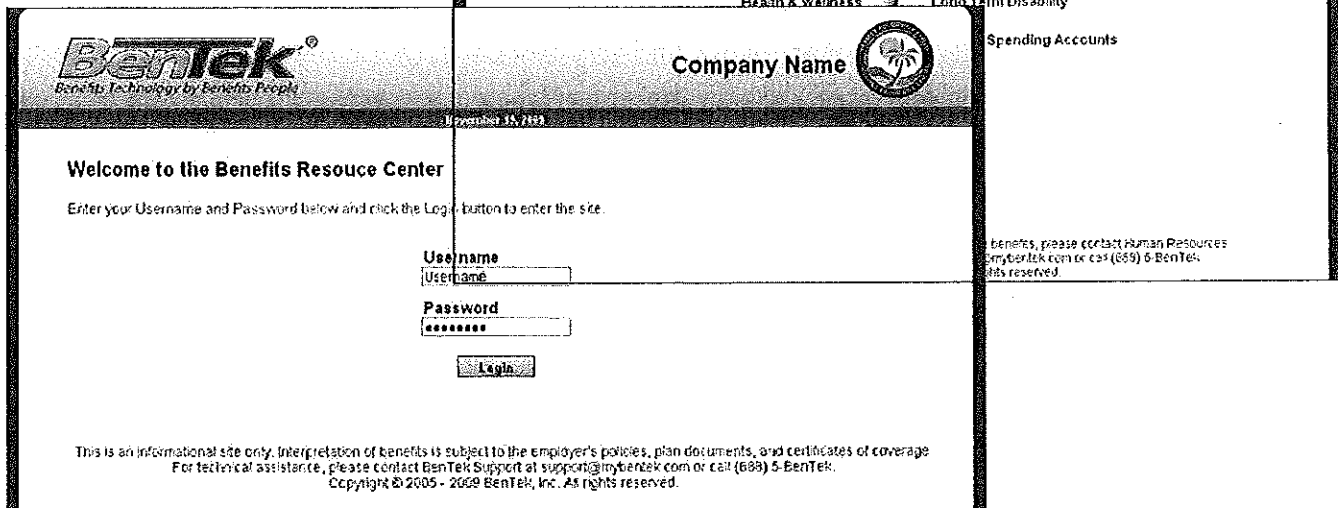 Health & Wellness
Long Term Disability
Spending Accounts
BenTek®
Benefits Technology by Benefits People
Company Name
November 15,
Welcome to the Benefits Resouce Center
Enter your Username and Password below and click the Login button to enter the site.
Username
Username
Password
••••••••
Login
benefits, please contact Human Resources
@mybentek.com or call (888) 5-BenTek.
hts reserved.
This is an informational site only. Interpretation of benefits is subject to the employer's policies, plan documents, and certificates of coverage
For technical assistance, please contact BenTek Support at support@mybentek.com or call (888) 5-BenTek.
Copyright © 2005 - 2009 BenTek, Inc. All rights reserved.